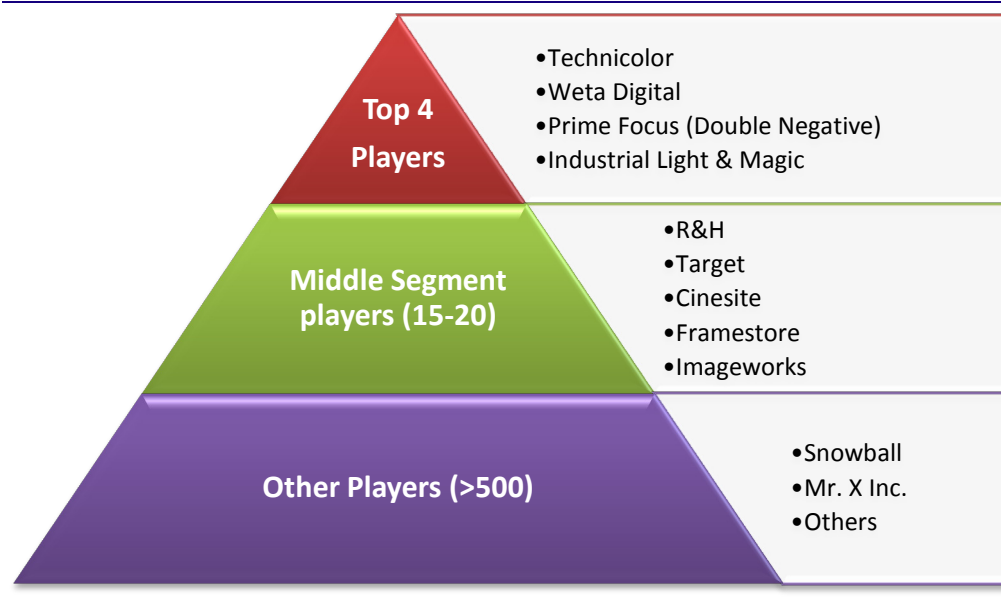 Top 4
Players
•Technicolor
•Weta Digital
•Prime Focus (Double Negative)
•Industrial Light & Magic
Middle Segment
players (15-20)
•R&H
•Target
•Cinesite
•Framestore
•Imageworks
Other Players (>500)
•Snowball
•Mr. X Inc.
•Others